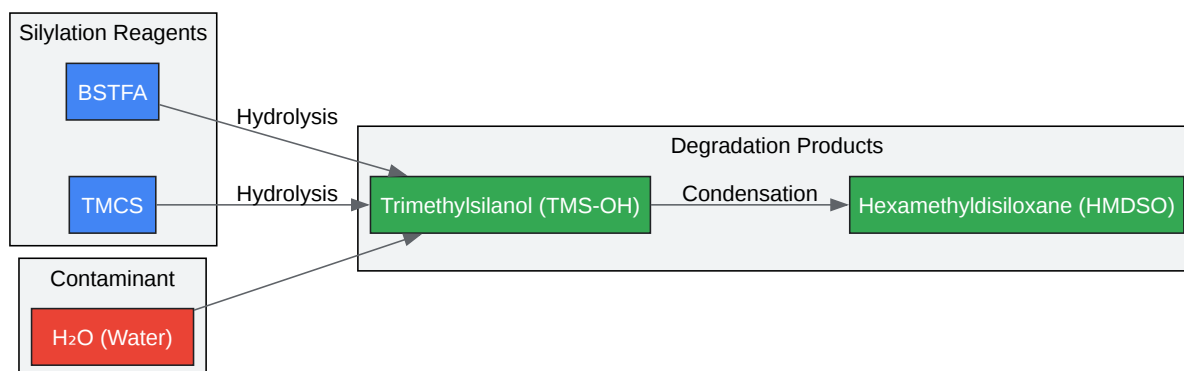 Silylation Reagents
BSTFA
Hydrolysis
TMCS
Hydrolysis
Degradation Products
Trimethylsilanol (TMS-OH)
Condensation
Hexamethyldisiloxane (HMDSO)
Contaminant
H₂O (Water)